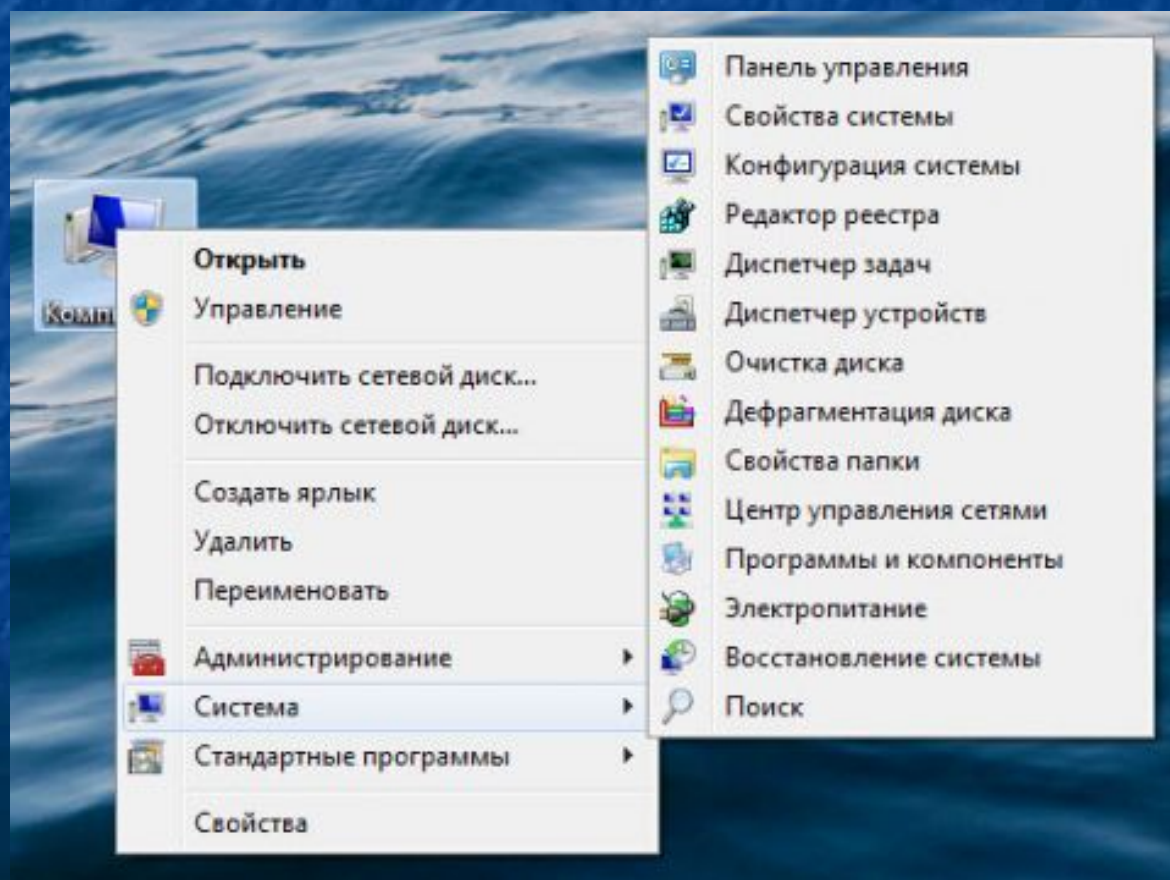 Открыть
Управление
Подключить сетевой диск...
Отключить сетевой диск...
Создать ярлык
Удалить
Переименовать
Администрирование
Система
Стандартные программы
Свойства
Панель управления
Свойства системы
Конфигурация системы
Редактор реестра
Диспетчер задач
Диспетчер устройств
Очистка диска
Дефрагментация диска
Свойства папки
Центр управления сетями
Программы и компоненты
Электропитание
Восстановление системы
Поиск